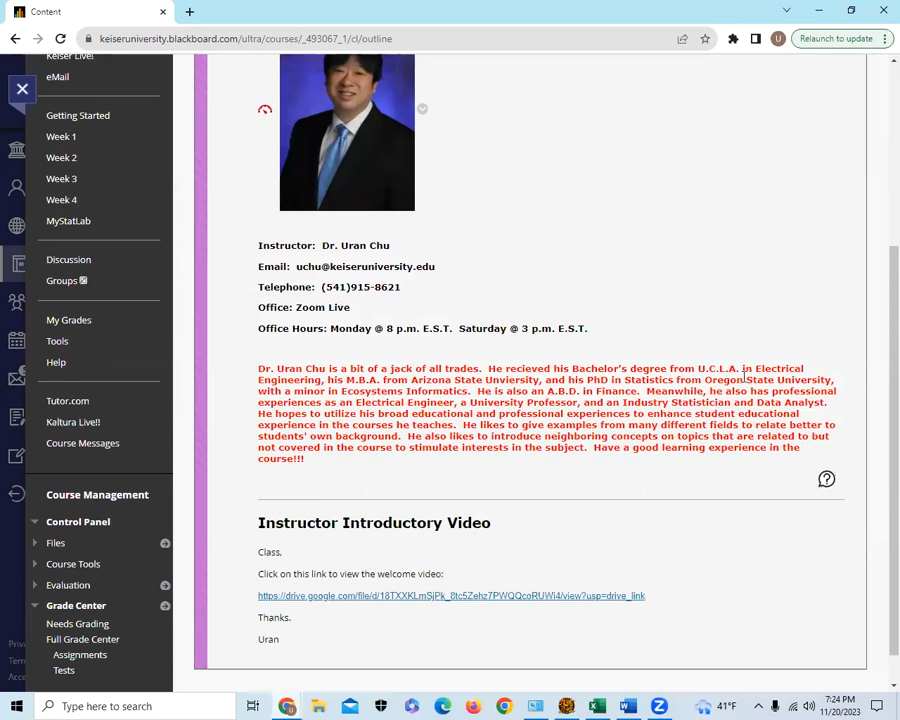 Content
keiseruniversity.blackboard.com/ultra/courses/_493067_1/cl/outline
U
Relaunch to update
Keiser Live!
eMail
Getting Started
Week 1
Week 2
Week 3
Week 4
MyStatLab
Discussion
Groups
My Grades
Tools
Help
Tutor.com
Kaltura Live!!
Course Messages
Course Management
Control Panel
Files
Course Tools
Evaluation
Grade Center
Needs Grading
Full Grade Center
Assignments
Tests
Priva
Term
Acce
Instructor: Dr. Uran Chu
Email: uchu@keiseruniversity.edu
Telephone: (541)915-8621
Office: Zoom Live
Office Hours: Monday @ 8 p.m. E.S.T. Saturday @ 3 p.m. E.S.T.
Dr. Uran Chu is a bit of a jack of all trades. He recieved his Bachelor's degree from U.C.L.A. in Electrical
Engineering, his M.B.A. from Arizona State Unviersity, and his PhD in Statistics from Oregon State University,
with a minor in Ecosystems Informatics. He is also an A.B.D. in Finance. Meanwhile, he also has professional
experiences as an Electrical Engineer, a University Professor, and an Industry Statistician and Data Analyst.
He hopes to utilize his broad educational and professional experiences to enhance student educational
experience in the courses he teaches. He likes to give examples from many different fields to relate better to
students' own background. He also likes to introduce neighboring concepts on topics that are related to but
not covered in the course to stimulate interests in the subject. Have a good learning experience in the
course!!!
Instructor Introductory Video
Class,
Click on this link to view the welcome video:
https://drive.google.com/file/d/18TXXKLmSjPk_8tc5Zehz7PWQQcoRUWi4/view?usp=drive_link
Thanks.
Uran
Type here to search
41°F
7:24 PM
11/20/2023